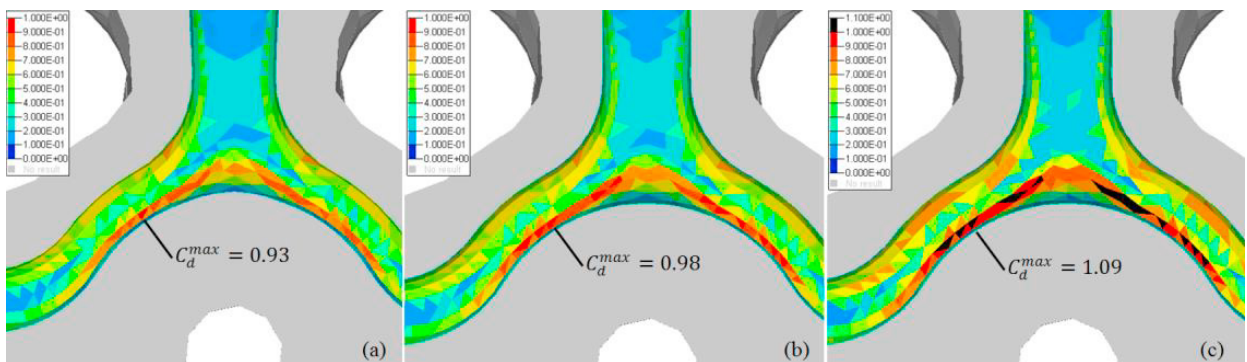 1.000E+00
9.000E-01
8.000E-01
7.000E-01
6.000E-01
5.000E-01
4.000E-01
3.000E-01
2.000E-01
1.000E-01
0.000E+00
No result
C_d^{max} = 0.93
(a)
1.000E+00
9.000E-01
8.000E-01
7.000E-01
6.000E-01
5.000E-01
4.000E-01
3.000E-01
2.000E-01
1.000E-01
0.000E+00
No result
C_d^{max} = 0.98
(b)
1.100E+00
1.000E+00
9.000E-01
8.000E-01
7.000E-01
6.000E-01
5.000E-01
4.000E-01
3.000E-01
2.000E-01
1.000E-01
0.000E+00
No result
C_d^{max} = 1.09
(c)